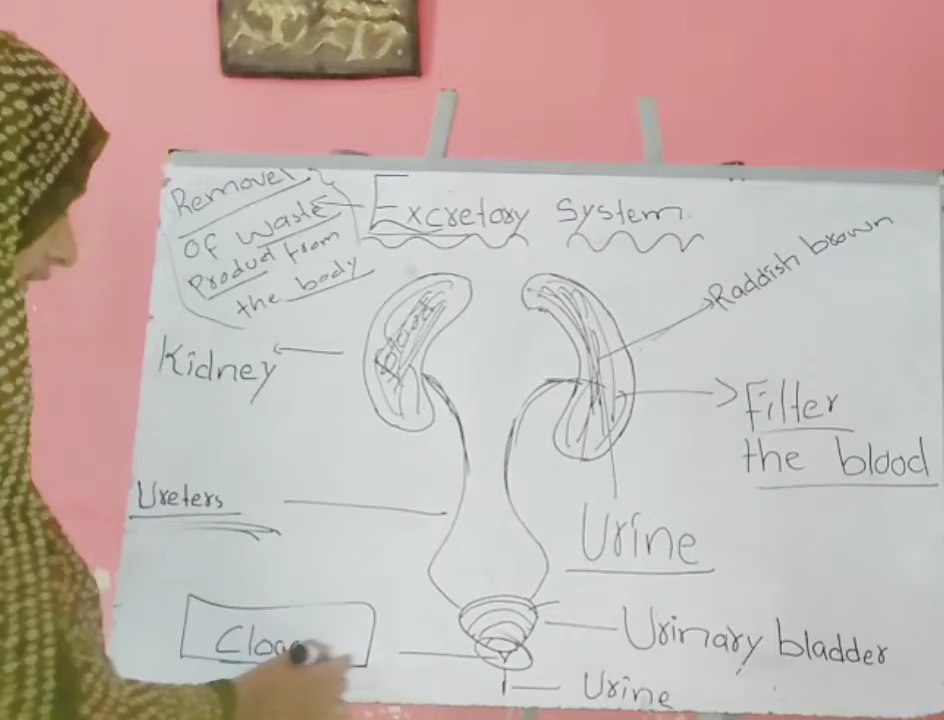 Removel
Of waste
Product from
the body
Excretory System
Raddish brown
blood
Kidney
Filter
the blood
Ureters
Urine
Urinary bladder
Urine